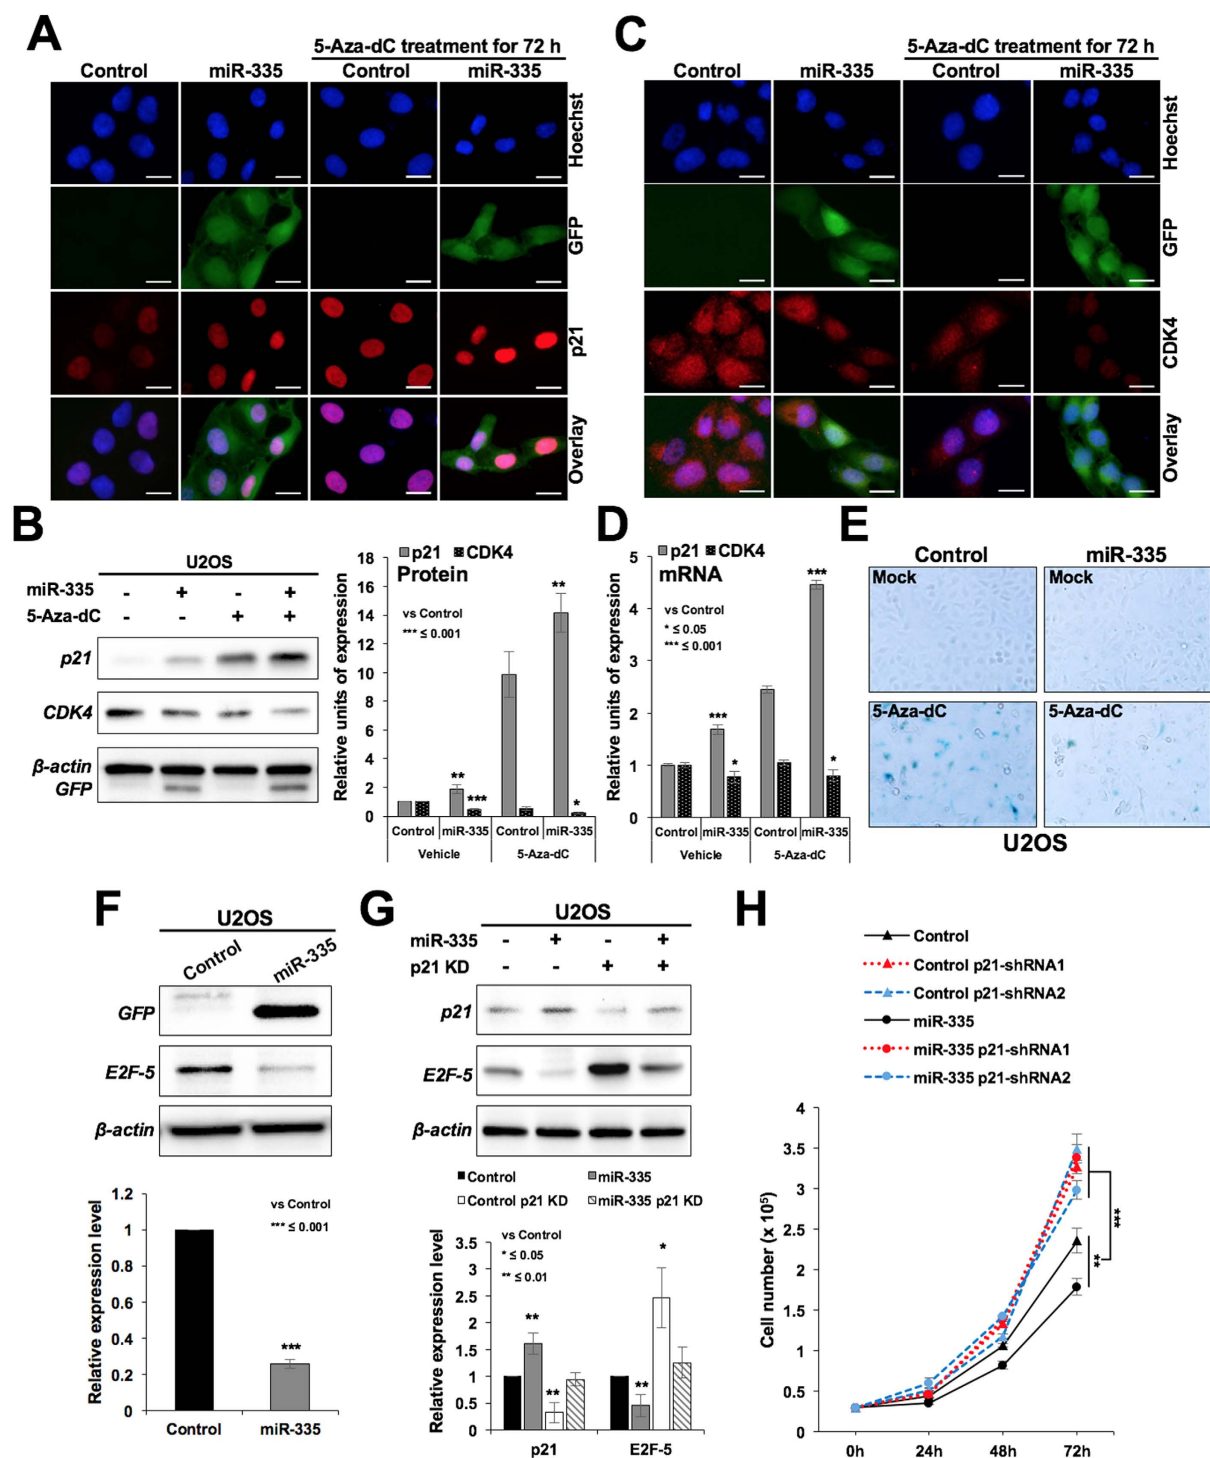 A
5-Aza-dC treatment for 72 h
Control miR-335 Control miR-335
Hoechst
GFP
p21
Overlay
C
5-Aza-dC treatment for 72 h
Control miR-335 Control miR-335
Hoechst
GFP
CDK4
Overlay
B
U2OS
miR-335 - + - +
5-Aza-dC - - + +
p21
CDK4
β-actin
GFP
p21 CDK4
Protein
vs Control
*** ≤ 0.001
Relative units of expression
18
16
14
12
10
8
6
4
2
0
** *** ** *
Control miR-335 Control miR-335
Vehicle 5-Aza-dC
D
p21 CDK4
mRNA
vs Control
* ≤ 0.05
*** ≤ 0.001
Relative units of expression
5
4
3
2
1
0
*** * *** *
Control miR-335 Control miR-335
Vehicle 5-Aza-dC
E
Control miR-335
Mock Mock
5-Aza-dC 5-Aza-dC
U2OS
F
U2OS
Control miR-335
GFP
E2F-5
β-actin
vs Control
*** ≤ 0.001
Relative expression level
1.2
1
0.8
0.6
0.4
0.2
0
***
Control miR-335
G
U2OS
miR-335 - + - +
p21 KD - - + +
p21
E2F-5
β-actin
Control miR-335
Control p21 KD miR-335 p21 KD
vs Control
* ≤ 0.05
** ≤ 0.01
Relative expression level
3.5
3
2.5
2
1.5
1
0.5
0
** ** ** *
p21 E2F-5
H
Control
Control p21-shRNA1
Control p21-shRNA2
miR-335
miR-335 p21-shRNA1
miR-335 p21-shRNA2
Cell number (x 10⁵)
4
3.5
3
2.5
2
1.5
1
0.5
0
** ***
0h 24h 48h 72h